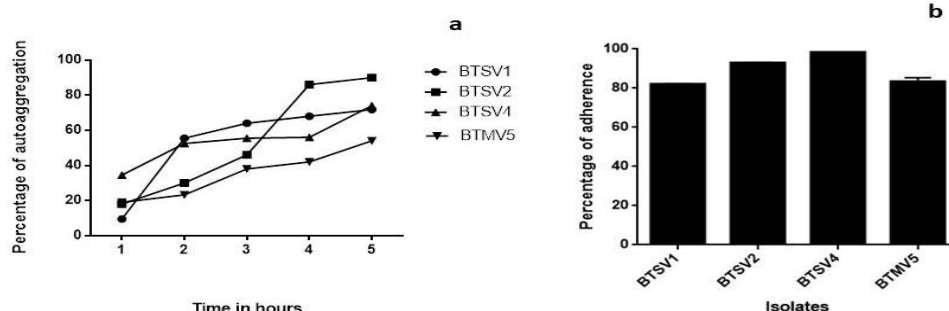 a
Percentage of autoaggregation
100
80
60
40
20
0
1 2 3 4 5
Time in hours
BTSV1
BTSV2
BTSV4
BTMV5
b
Percentage of adherence
100
80
60
40
20
0
BTSV1 BTSV2 BTSV4 BTMV5
Isolates